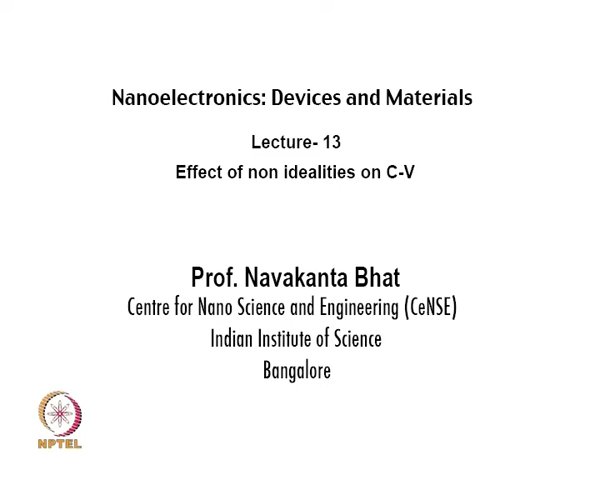 Nanoelectronics: Devices and Materials
Lecture- 13
Effect of non idealities on C-V
Prof. Navakanta Bhat
Centre for Nano Science and Engineering (CeNSE)
Indian Institute of Science
Bangalore
NPTEL